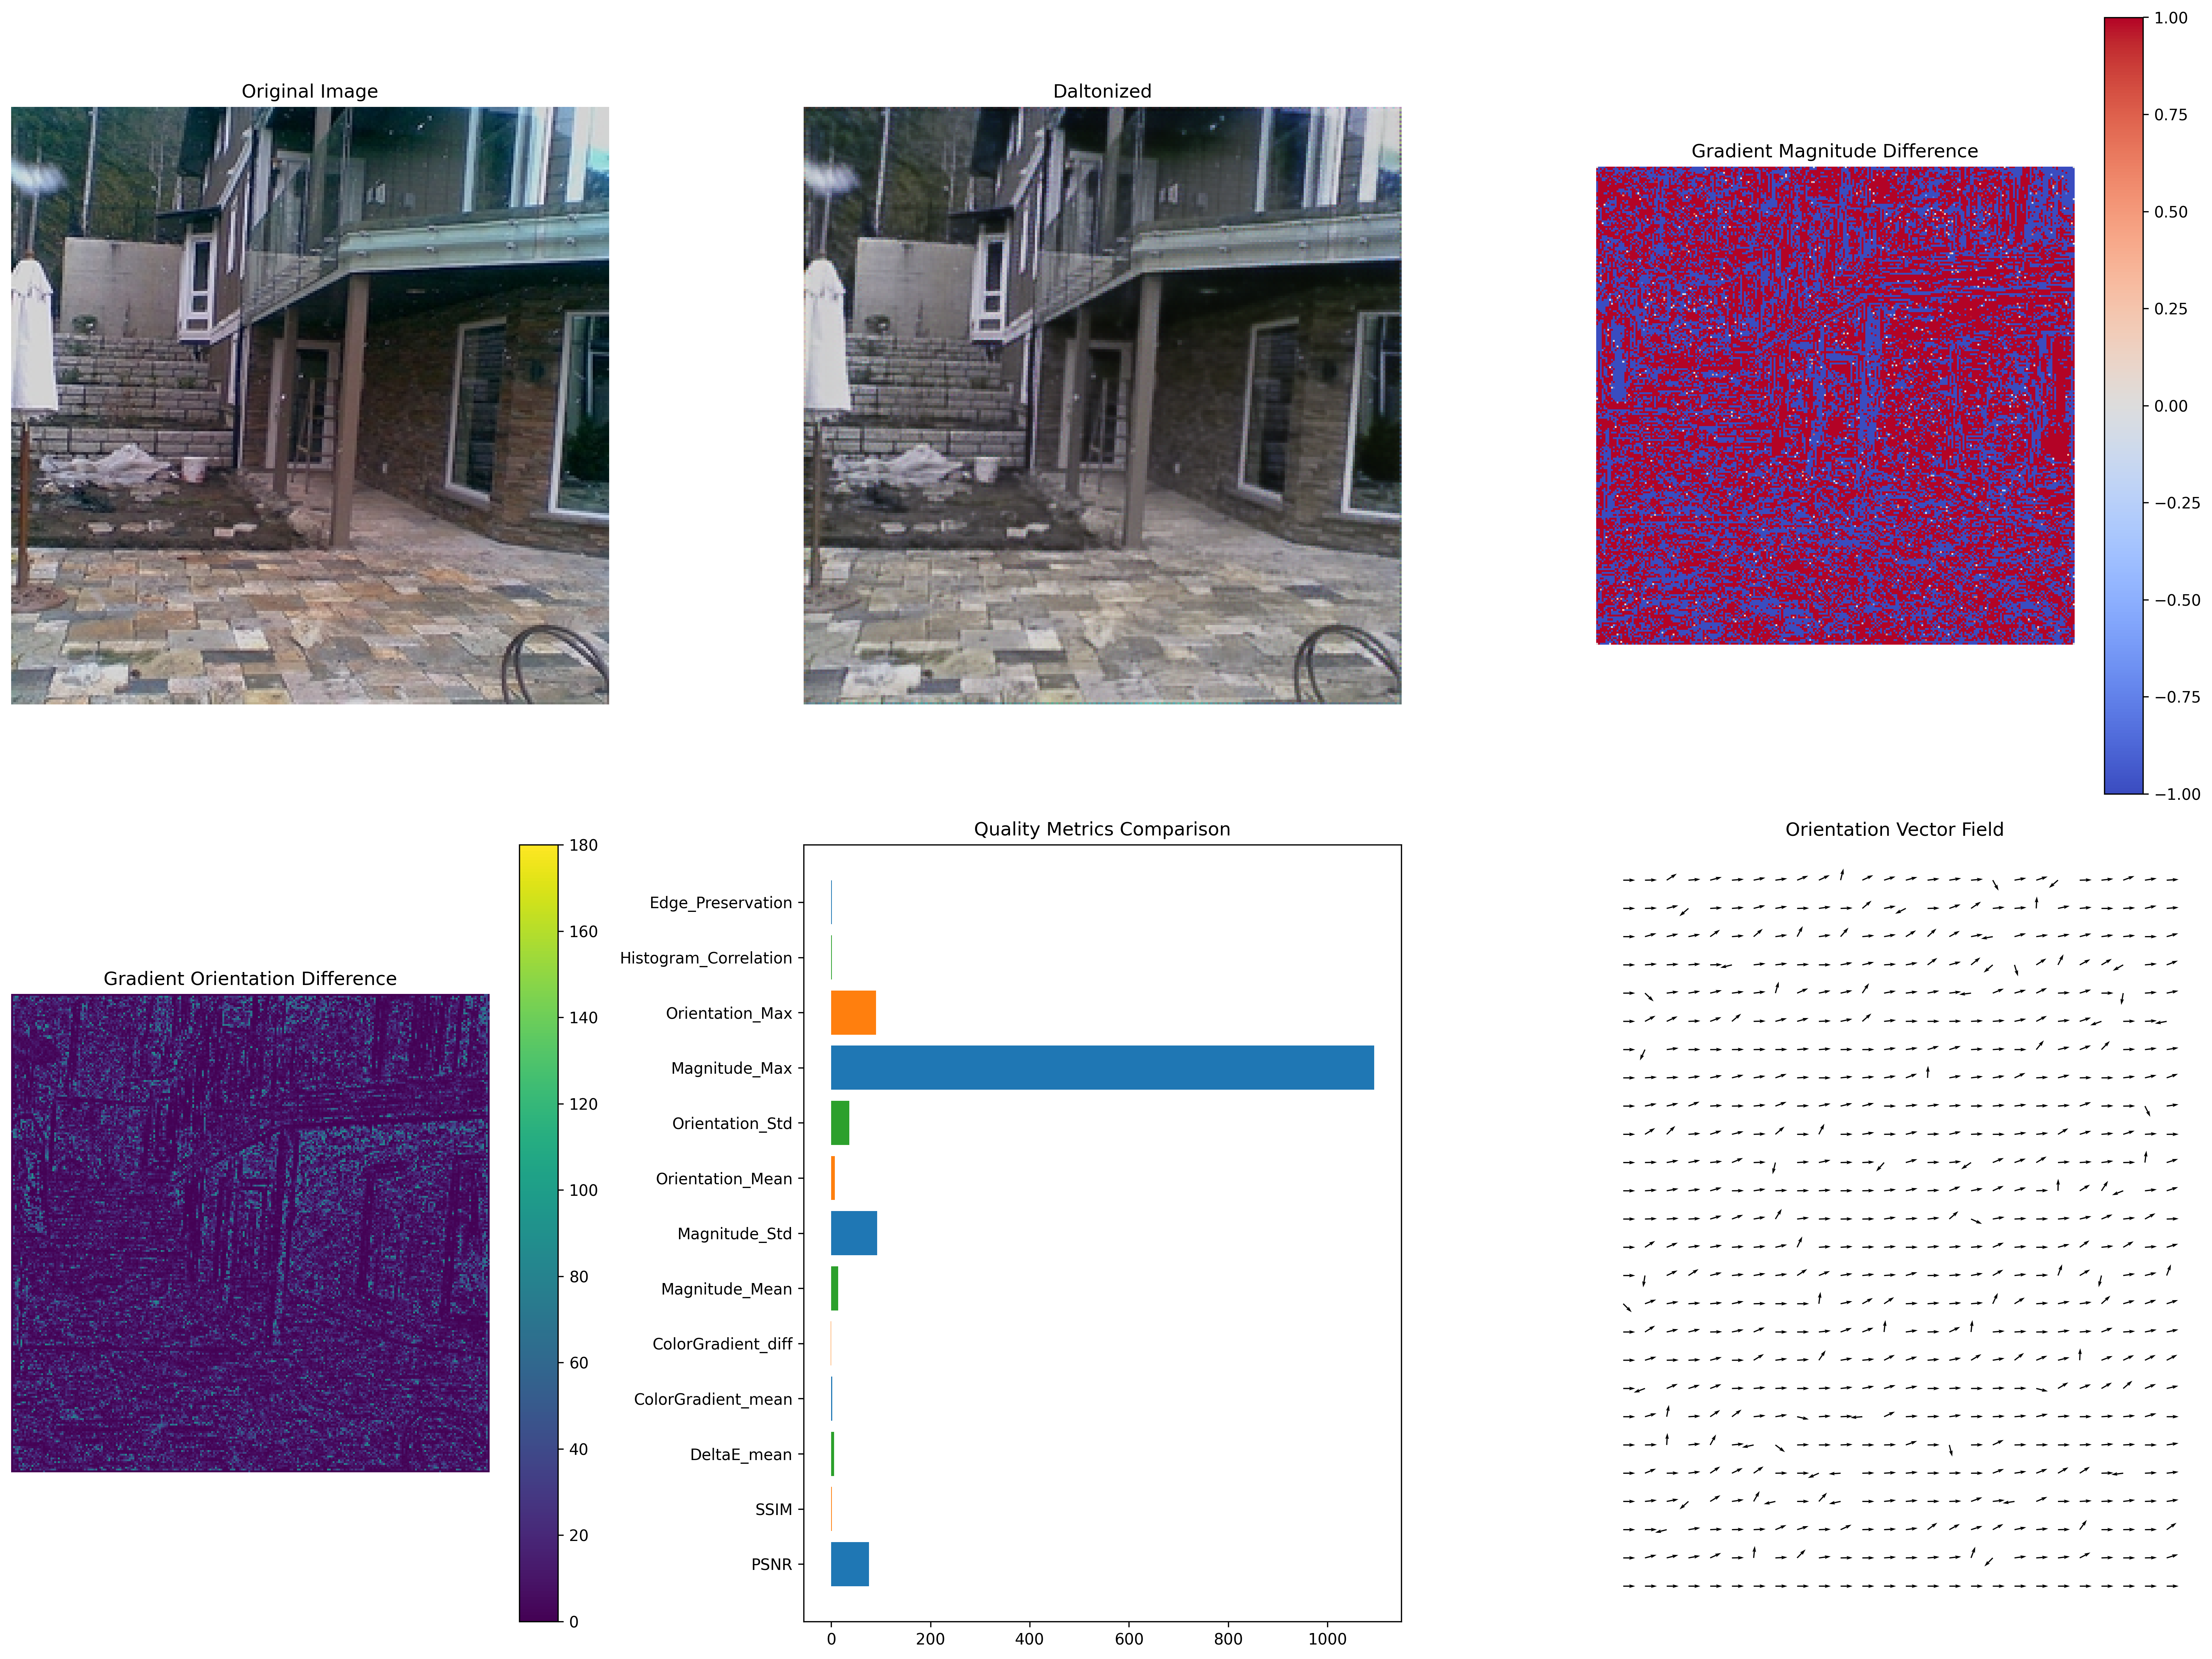 Original Image
Daltonized
Gradient Magnitude Difference
1.00
0.75
0.50
0.25
0.00
−0.25
−0.50
−0.75
−1.00
Gradient Orientation Difference
180
160
140
120
100
80
60
40
20
0
Quality Metrics Comparison
Edge_Preservation
Histogram_Correlation
Orientation_Max
Magnitude_Max
Orientation_Std
Orientation_Mean
Magnitude_Std
Magnitude_Mean
ColorGradient_diff
ColorGradient_mean
DeltaE_mean
SSIM
PSNR
0 200 400 600 800 1000
Orientation Vector Field